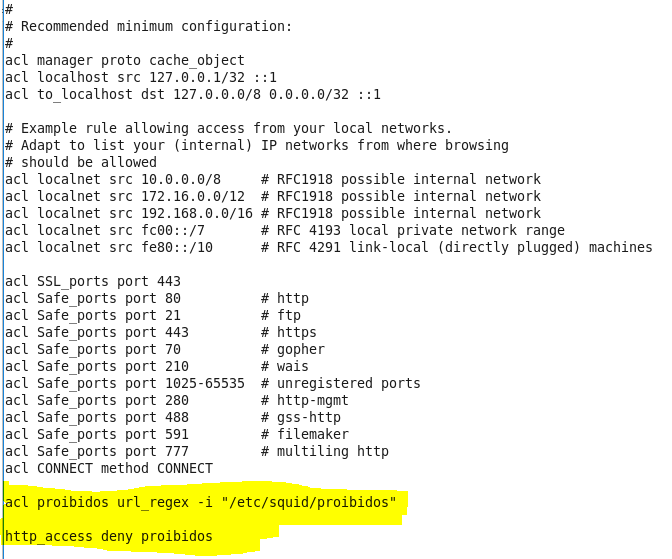 #
# Recommended minimum configuration:
#
acl manager proto cache_object
acl localhost src 127.0.0.1/32 ::1
acl to_localhost dst 127.0.0.0/8 0.0.0.0/32 ::1
# Example rule allowing access from your local networks.
# Adapt to list your (internal) IP networks from where browsing
# should be allowed
acl localnet src 10.0.0.0/8     # RFC1918 possible internal network
acl localnet src 172.16.0.0/12  # RFC1918 possible internal network
acl localnet src 192.168.0.0/16 # RFC1918 possible internal network
acl localnet src fc00::/7       # RFC 4193 local private network range
acl localnet src fe80::/10      # RFC 4291 link-local (directly plugged) machines
acl SSL_ports port 443
acl Safe_ports port 80          # http
acl Safe_ports port 21          # ftp
acl Safe_ports port 443         # https
acl Safe_ports port 70          # gopher
acl Safe_ports port 210         # wais
acl Safe_ports port 1025-65535  # unregistered ports
acl Safe_ports port 280         # http-mgmt
acl Safe_ports port 488         # gss-http
acl Safe_ports port 591         # filemaker
acl Safe_ports port 777         # multiling http
acl CONNECT method CONNECT
acl proibidos url_regex -i "/etc/squid/proibidos"
http_access deny proibidos